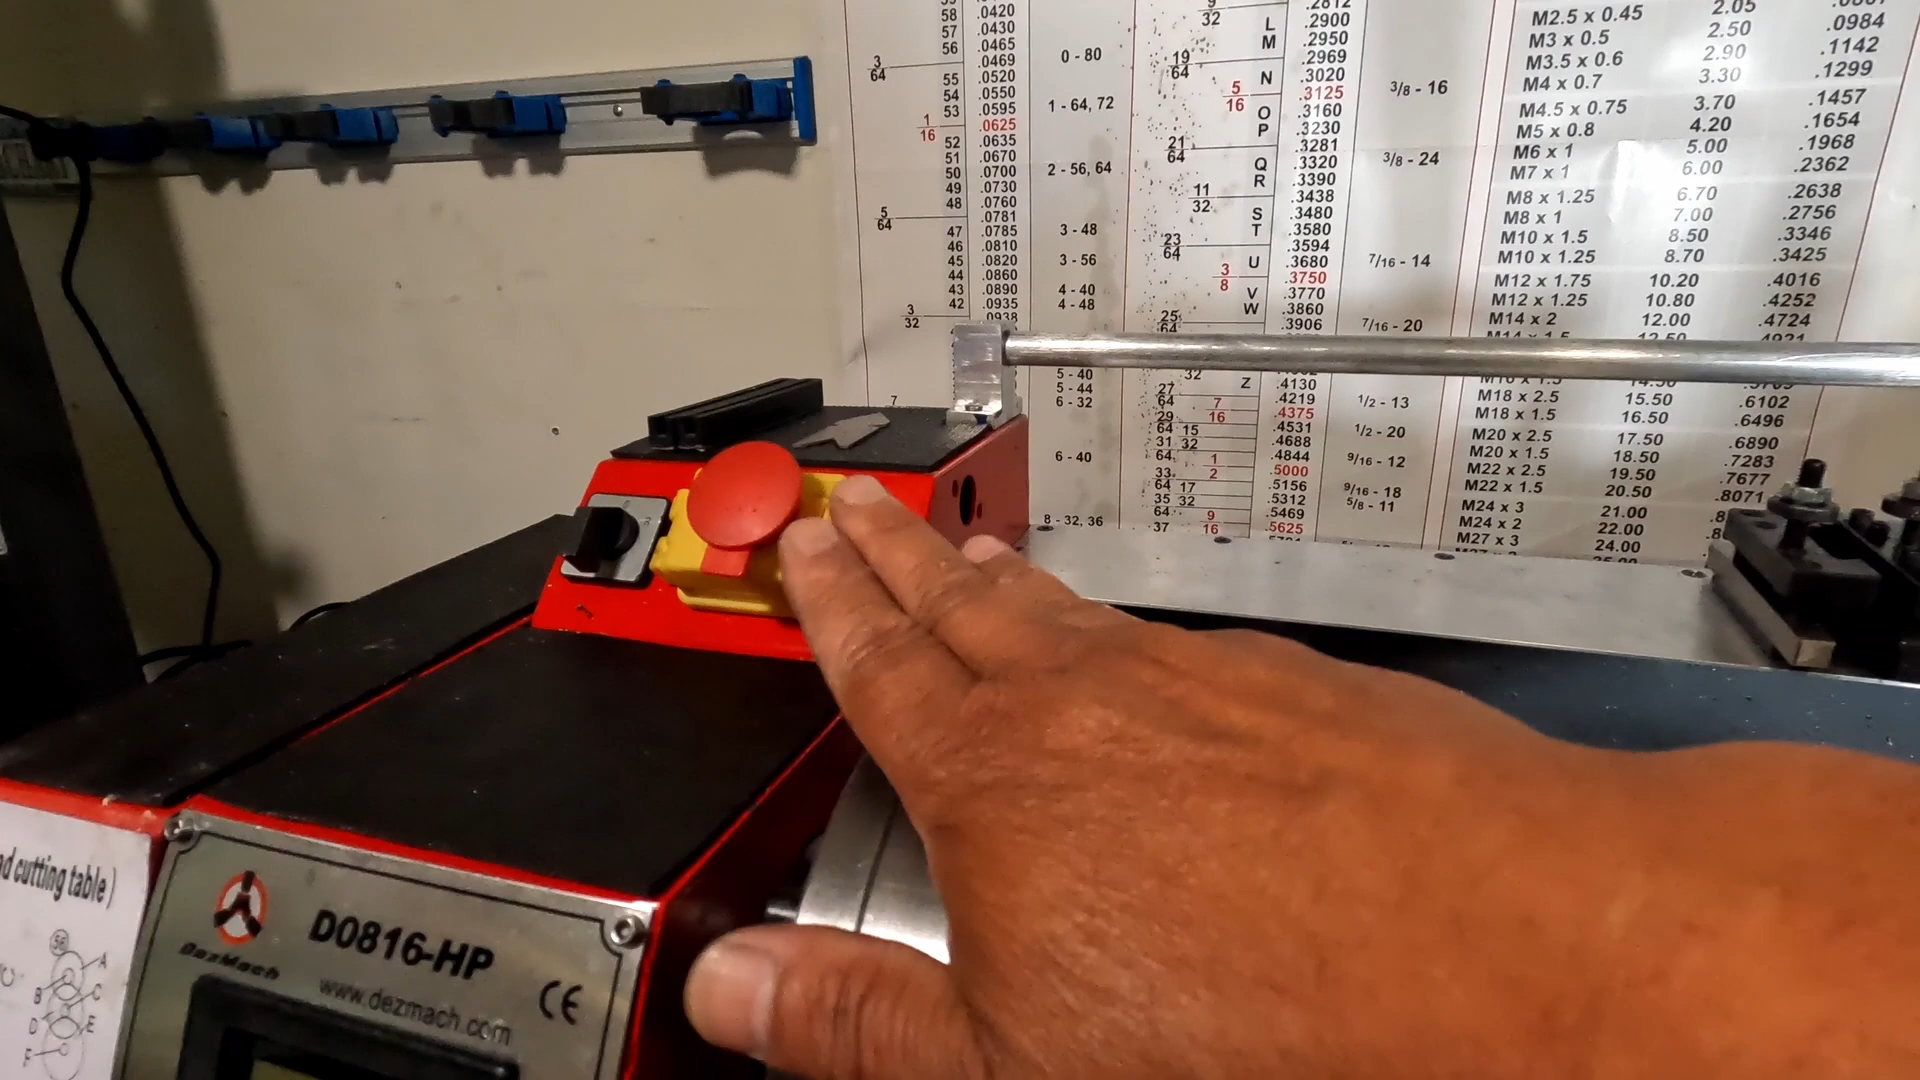 58 .0420
57 .0430
56 .0465
3/64 .0469
55 .0520
54 .0550
53 .0595
1/16 .0625
52 .0635
51 .0670
50 .0700
49 .0730
48 .0760
5/64 .0781
47 .0785
46 .0810
45 .0820
44 .0860
43 .0890
42 .0935
3/32 .0938
7
0 - 80
1 - 64, 72
2 - 56, 64
3 - 48
3 - 56
4 - 40
4 - 48
5 - 40
5 - 44
6 - 32
6 - 40
8 - 32, 36
9/32 .2812
L .2900
M .2950
19/64 .2969
N .3020
5/16 .3125
O .3160
P .3230
21/64 .3281
Q .3320
R .3390
11/32 .3438
S .3480
T .3580
23/64 .3594
U .3680
3/8 .3750
V .3770
W .3860
25/64 .3906
32
Z .4130
27/64 .4219
7/16 .4375
29/64 .4531
15/32 .4688
31/64 .4844
1/2 .5000
33/64 .5156
17/32 .5312
35/64 .5469
9/16 .5625
37
3/8 - 16
3/8 - 24
7/16 - 14
7/16 - 20
1/2 - 13
1/2 - 20
9/16 - 12
9/16 - 18
5/8 - 11
M2.5 x 0.45 2.05
M3 x 0.5 2.50 .0984
M3.5 x 0.6 2.90 .1142
M4 x 0.7 3.30 .1299
M4.5 x 0.75 3.70 .1457
M5 x 0.8 4.20 .1654
M6 x 1 5.00 .1968
M7 x 1 6.00 .2362
M8 x 1.25 6.70 .2638
M8 x 1 7.00 .2756
M10 x 1.5 8.50 .3346
M10 x 1.25 8.70 .3425
M12 x 1.75 10.20 .4016
M12 x 1.25 10.80 .4252
M14 x 2 12.00 .4724
M18 x 2.5 15.50 .6102
M18 x 1.5 16.50 .6496
M20 x 2.5 17.50 .6890
M20 x 1.5 18.50 .7283
M22 x 2.5 19.50 .7677
M22 x 1.5 20.50 .8071
M24 x 3 21.00
M24 x 2 22.00
M27 x 3 24.00
cutting table )
56
A
B C
D E
F
DezMach
D0816-HP
www.dezmach.com
CE